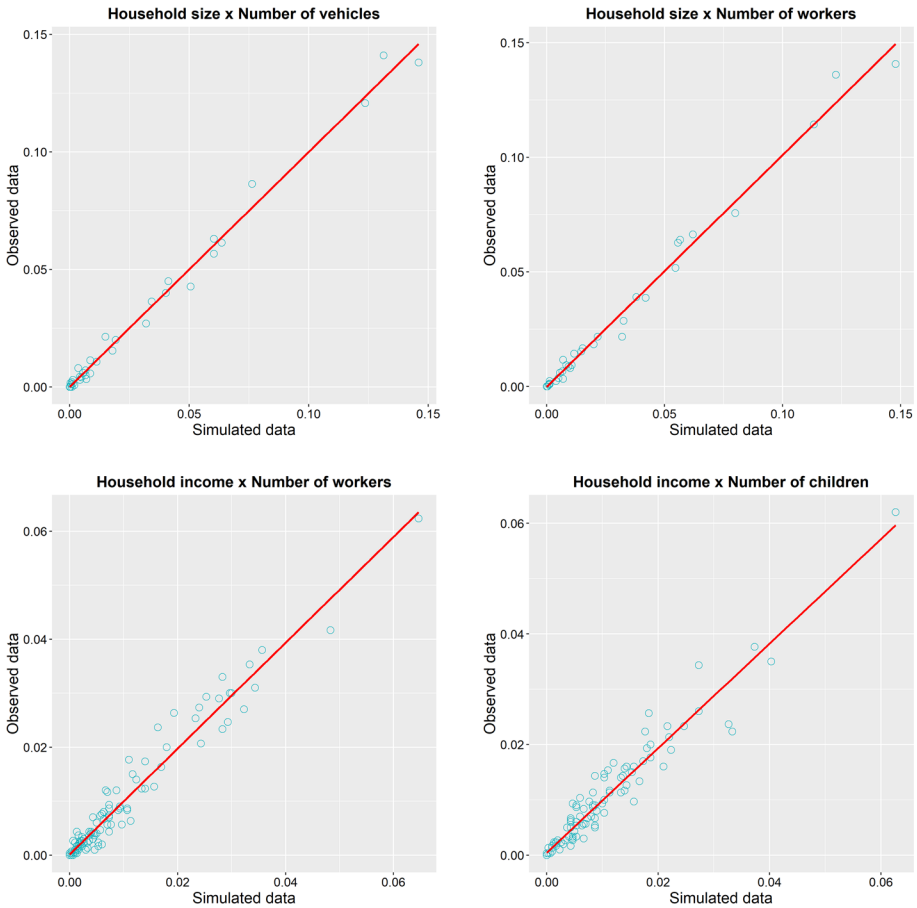 Household size x Number of vehicles
0.15
0.10
0.05
0.00
Observed data
0.00 0.05 0.10 0.15
Simulated data
Household size x Number of workers
0.15
0.10
0.05
0.00
Observed data
0.00 0.05 0.10 0.15
Simulated data
Household income x Number of workers
0.06
0.04
0.02
0.00
Observed data
0.00 0.02 0.04 0.06
Simulated data
Household income x Number of children
0.06
0.04
0.02
0.00
Observed data
0.00 0.02 0.04 0.06
Simulated data